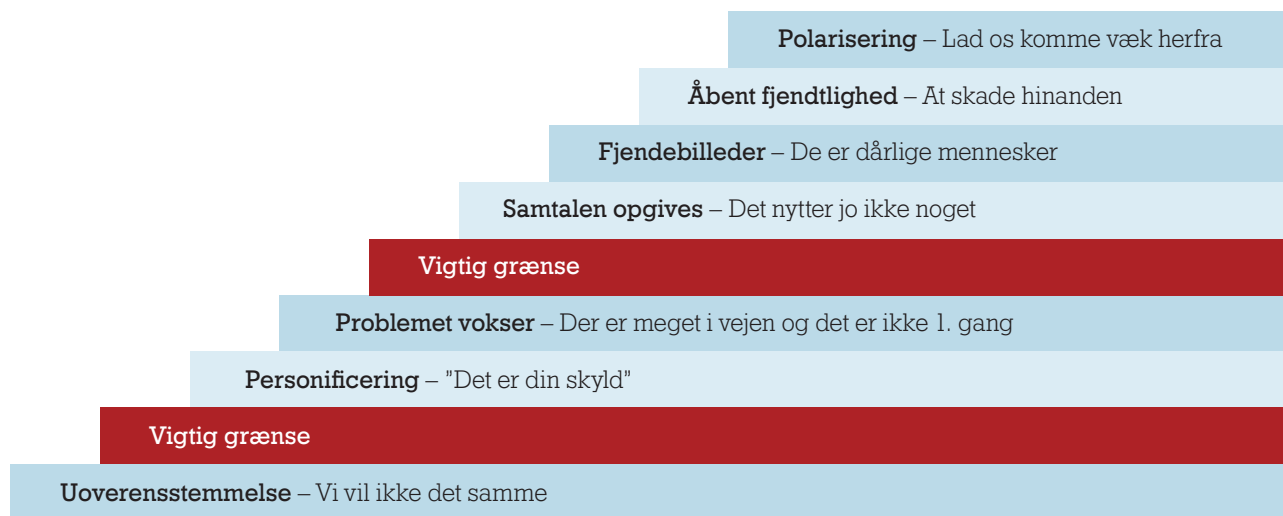 Polarisering – Lad os komme væk herfra
Åbent fjendtlighed – At skade hinanden
Fjendebilleder – De er dårlige mennesker
Samtalen opgives – Det nytter jo ikke noget
Vigtig grænse
Problemet vokser – Der er meget i vejen og det er ikke 1. gang
Personificering – "Det er din skyld"
Vigtig grænse
Uoverensstemmelse – Vi vil ikke det samme